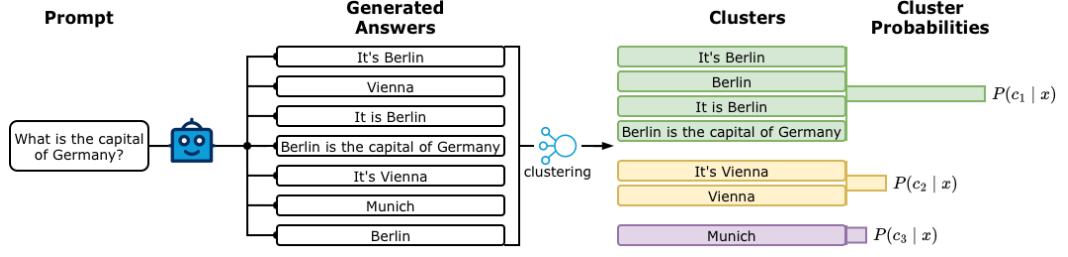 Prompt
Generated
Answers
Clusters
Cluster
Probabilities
What is the capital
of Germany?
It's Berlin
Vienna
It is Berlin
Berlin is the capital of Germany
It's Vienna
Munich
Berlin
clustering
It's Berlin
Berlin
It is Berlin
Berlin is the capital of Germany
P(c₁ | x)
It's Vienna
Vienna
P(c₂ | x)
Munich
P(c₃ | x)